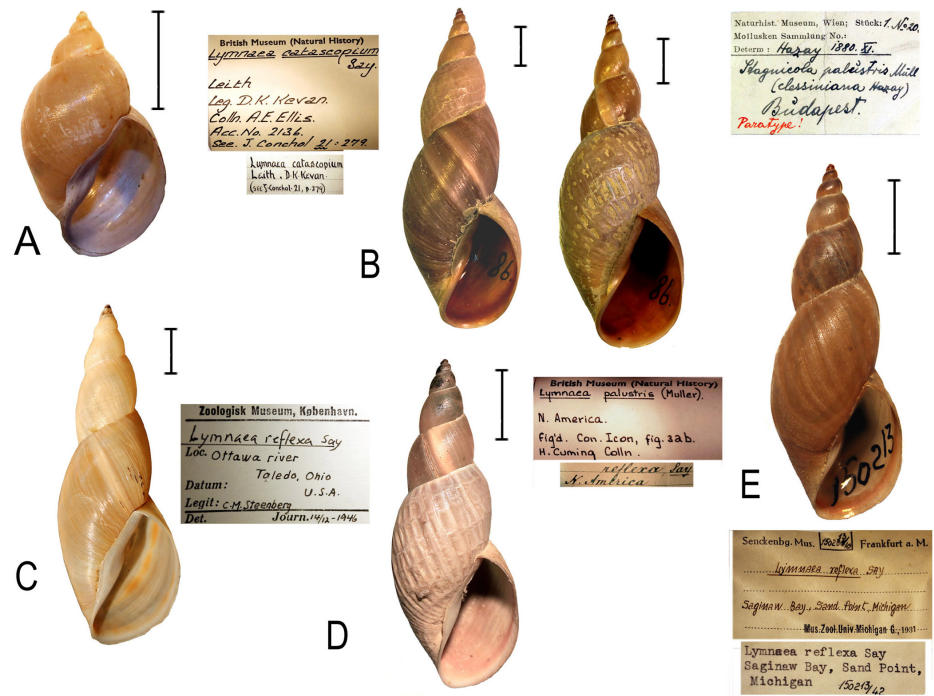 A
British Museum (Natural History)
Lymnaea catascopium
Say.
Leith
Leg. D.K. Kevan.
Colln. A.E. Ellis.
Acc. No. 2136.
See. J. Conchol 21: 279.
Lymnaea catascopium
Leith. D.K. Kevan.
(see J. Conchol. 21, p. 279)
B
86.
86.
Naturhist. Museum, Wien; Stück: 1. No 20.
Mollusken Sammlung No.:
Determ: Hazay 1880. XI.
Stagnicola palustris Müll
(clessiniana Hazay)
Budapest.
Paratype!
C
Zoologisk Museum, København.
Lymnaea reflexa Say
Loc. Ottawa river
Toledo, Ohio
Datum:
U.S.A.
Legit: C.M. Steenberg
Det. Journ. 14/12-1946
D
British Museum (Natural History)
Lymnaea palustris (Muller).
N. America.
Fig'd. Con. Icon, fig. 3a b.
H. Cuming Colln.
reflexa Say
N. America
E
150213
Senckenbg. Mus. Frankfurt a. M.
Lymnaea reflexa Say
Saginaw Bay, Sand Point, Michigan
Mus. Zool. Univ. Michigan G., 1931
Lymnaea reflexa Say
Saginaw Bay, Sand Point,
Michigan 150213/42